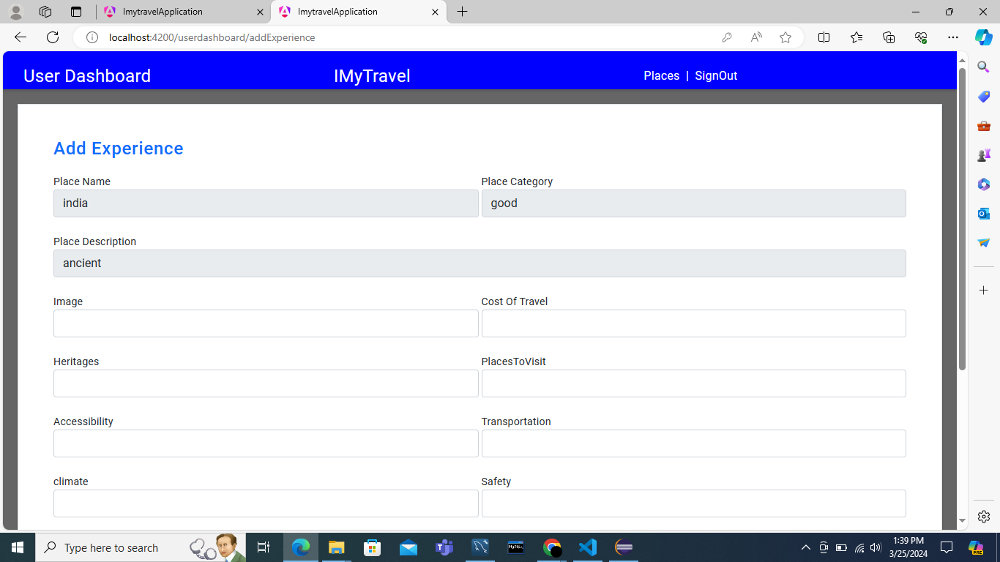 ImytravelApplication
ImytravelApplication
localhost:4200/userdashboard/addExperience
User Dashboard
IMyTravel
Places | SignOut
Add Experience
Place Name
Place Category
india
good
Place Description
ancient
Image
Cost Of Travel
Heritages
PlacesToVisit
Accessibility
Transportation
climate
Safety
Type here to search
1:39 PM
3/25/2024